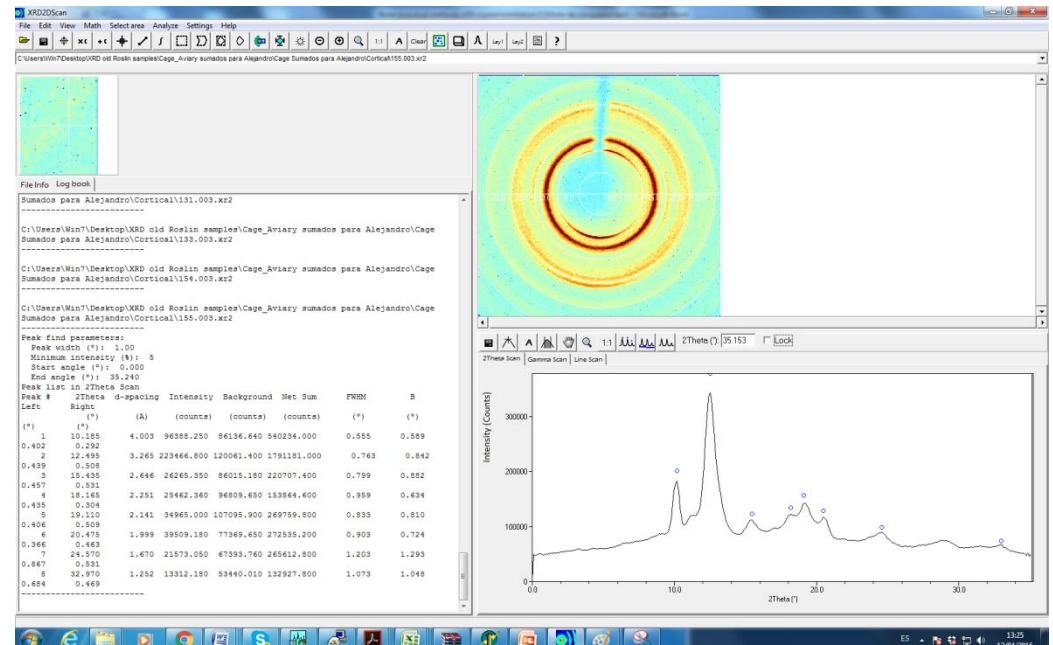 XRD2DScan
File Edit View Math Select area Analyze Settings Help
1:1 A Clear A Lay1 Lay2 ?
C:\Users\Win7\Desktop\XRD old Roslin samples\Cage_Aviary sumados para Alejandro\Cage Sumados para Alejandro\Cortical\155.003.xr2
File Info Log book
Sumados para Alejandro\Cortical\131.003.xr2
------------------------
C:\Users\Win7\Desktop\XRD old Roslin samples\Cage_Aviary sumados para Alejandro\Cage
Sumados para Alejandro\Cortical\133.003.xr2
------------------------
C:\Users\Win7\Desktop\XRD old Roslin samples\Cage_Aviary sumados para Alejandro\Cage
Sumados para Alejandro\Cortical\154.003.xr2
------------------------
C:\Users\Win7\Desktop\XRD old Roslin samples\Cage_Aviary sumados para Alejandro\Cage
Sumados para Alejandro\Cortical\155.003.xr2
------------------------
Peak find parameters:
Peak width (°): 1.00
Minimum intensity (%): 5
Start angle (°): 0.000
End angle (°): 35.240
Peak list in 2Theta Scan
Peak # 2Theta d-spacing Intensity Background Net Sum FWHM B
Left Right
(°) (A) (counts) (counts) (counts) (°) (°)
(°) (°)
1 10.185 4.003 96388.250 86136.640 540234.000 0.555 0.589
0.402 0.292
2 12.495 3.265 223466.800 120061.400 1791181.000 0.763 0.842
0.439 0.508
3 15.435 2.646 26265.350 86015.180 220707.400 0.799 0.882
0.457 0.531
4 18.165 2.251 25462.360 96809.650 153864.600 0.959 0.634
0.435 0.304
5 19.110 2.141 34965.000 107095.900 269759.800 0.833 0.810
0.406 0.509
6 20.475 1.999 39509.180 77369.650 272535.200 0.903 0.724
0.366 0.463
7 24.570 1.670 21573.050 67393.760 265612.800 1.203 1.293
0.867 0.531
8 32.970 1.252 13312.180 53440.010 132927.800 1.073 1.048
0.684 0.469
------------------------
A 1:1 2Theta (°): 35.153 Lock
2Theta Scan Gamma Scan Line Scan
Intensity (Counts)
300000
200000
100000
0
0.0 10.0 20.0 30.0
2Theta (°)
ES 13:25
12/04/2016